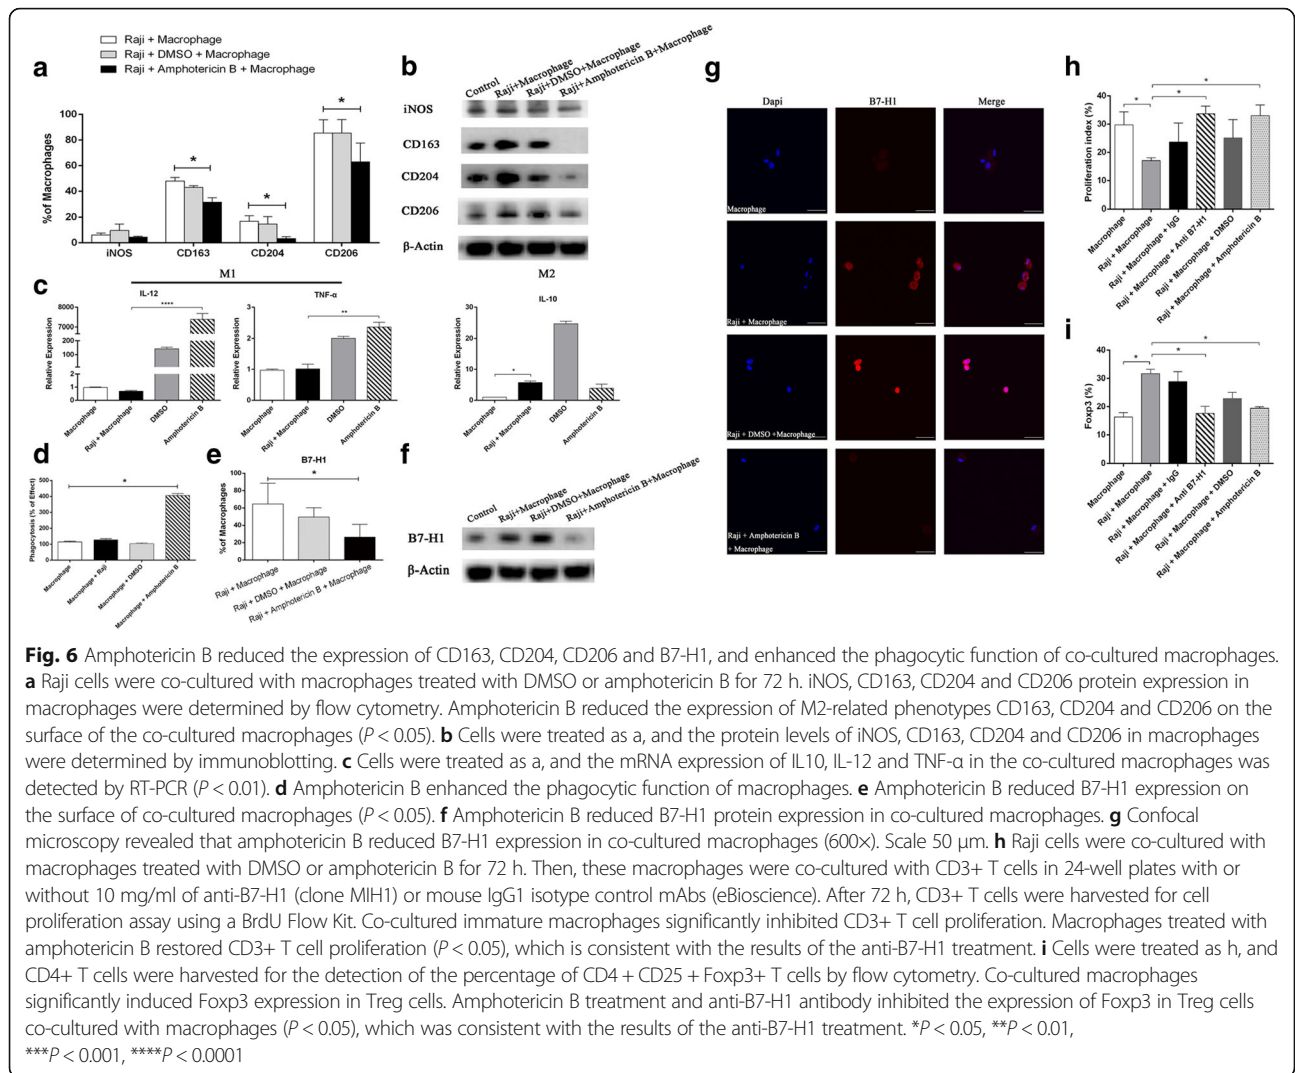 Raji + Macrophage
Raji + DMSO + Macrophage
Raji + Amphotericin B + Macrophage
a
%of Macrophages
100
80
60
40
20
0
*
*
*
iNOS
CD163
CD204
CD206
b
Control
Raji+Macrophage
Raji+DMSO+Macrophage
Raji+Amphotericin B+Macrophage
iNOS
CD163
CD204
CD206
β-Actin
c
M1
IL-12
Relative Expression
8000
7000
200
100
2
1
0
****
Macrophage
Raji + Macrophage
DMSO
Amphotericin B
TNF-α
Relative Expression
3
2
1
0
**
Macrophage
Raji + Macrophage
DMSO
Amphotericin B
M2
IL-10
Relative Expression
30
20
10
0
*
Macrophage
Raji + Macrophage
DMSO
Amphotericin B
d
Phagocytosis (% of Effect)
500
400
300
200
100
0
*
Macrophage
Macrophage + Raji
Macrophage + DMSO
Macrophage + Amphotericin B
e
B7-H1
%of Macrophages
100
80
60
40
20
0
*
Raji + Macrophage
Raji + DMSO + Macrophage
Raji + Amphotericin B + Macrophage
f
Control
Raji+Macrophage
Raji+DMSO+Macrophage
Raji+Amphotericin B+Macrophage
B7-H1
β-Actin
g
Dapi
B7-H1
Merge
Macrophage
Raji + Macrophage
Raji + DMSO +Macrophage
Raji + Amphotericin B
+ Macrophage
h
Proliferation index (%)
50
40
30
20
10
0
*
*
*
Macrophage
Raji + Macrophage
Raji + Macrophage + IgG
Raji + Macrophage + Anti B7-H1
Raji + Macrophage + DMSO
Raji + Macrophage + Amphotericin B
i
Foxp3 (%)
40
30
20
10
0
*
*
*
Macrophage
Raji + Macrophage
Raji + Macrophage + IgG
Raji + Macrophage + Anti B7-H1
Raji + Macrophage + DMSO
Raji + Macrophage + Amphotericin B
Fig. 6 Amphotericin B reduced the expression of CD163, CD204, CD206 and B7-H1, and enhanced the phagocytic function of co-cultured macrophages.
a Raji cells were co-cultured with macrophages treated with DMSO or amphotericin B for 72 h. iNOS, CD163, CD204 and CD206 protein expression in
macrophages were determined by flow cytometry. Amphotericin B reduced the expression of M2-related phenotypes CD163, CD204 and CD206 on the
surface of the co-cultured macrophages (P < 0.05). b Cells were treated as a, and the protein levels of iNOS, CD163, CD204 and CD206 in macrophages
were determined by immunoblotting. c Cells were treated as a, and the mRNA expression of IL10, IL-12 and TNF-α in the co-cultured macrophages was
detected by RT-PCR (P < 0.01). d Amphotericin B enhanced the phagocytic function of macrophages. e Amphotericin B reduced B7-H1 expression on
the surface of co-cultured macrophages (P < 0.05). f Amphotericin B reduced B7-H1 protein expression in co-cultured macrophages. g Confocal
microscopy revealed that amphotericin B reduced B7-H1 expression in co-cultured macrophages (600×). Scale 50 μm. h Raji cells were co-cultured with
macrophages treated with DMSO or amphotericin B for 72 h. Then, these macrophages were co-cultured with CD3+ T cells in 24-well plates with or
without 10 mg/ml of anti-B7-H1 (clone MIH1) or mouse IgG1 isotype control mAbs (eBioscience). After 72 h, CD3+ T cells were harvested for cell
proliferation assay using a BrdU Flow Kit. Co-cultured immature macrophages significantly inhibited CD3+ T cell proliferation. Macrophages treated with
amphotericin B restored CD3+ T cell proliferation (P < 0.05), which is consistent with the results of the anti-B7-H1 treatment. i Cells were treated as h, and
CD4+ T cells were harvested for the detection of the percentage of CD4 + CD25 + Foxp3+ T cells by flow cytometry. Co-cultured macrophages
significantly induced Foxp3 expression in Treg cells. Amphotericin B treatment and anti-B7-H1 antibody inhibited the expression of Foxp3 in Treg cells
co-cultured with macrophages (P < 0.05), which was consistent with the results of the anti-B7-H1 treatment. *P < 0.05, **P < 0.01,
***P < 0.001, ****P < 0.0001